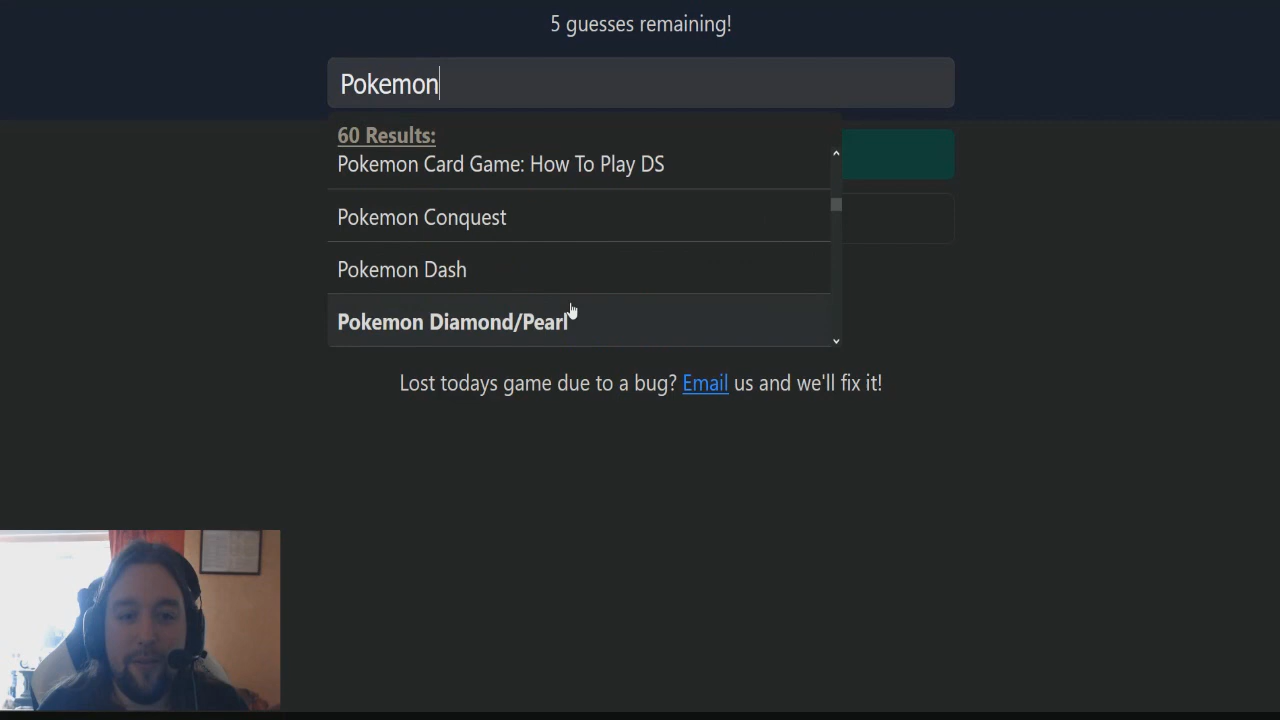 5 guesses remaining!
Pokemon
60 Results:
Pokemon Card Game: How To Play DS
Pokemon Conquest
Pokemon Dash
Pokemon Diamond/Pearl
Lost todays game due to a bug? Email us and we'll fix it!